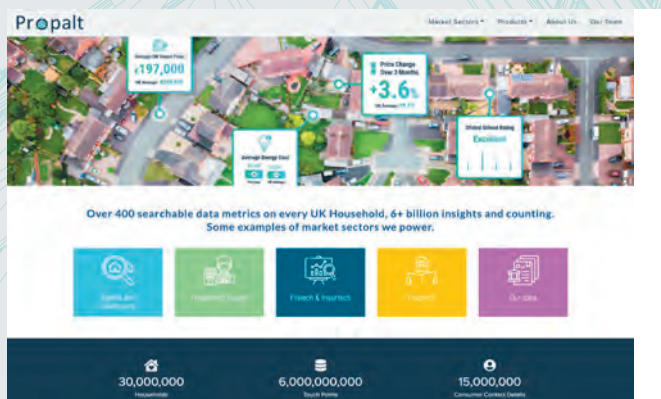 Propalt
Market Sectors Products About Us Our Team
£197,000
Price Change
Over 3 Months
+3.6%
Average Energy Cost
Ofsted School Rating
Excellent
Over 400 searchable data metrics on every UK Household, 6+ billion insights and counting.
Some examples of market sectors we power.
Fintech & Insurtech
Our data
30,000,000
Households
6,000,000,000
Touch Points
15,000,000
Consumer Contact Details